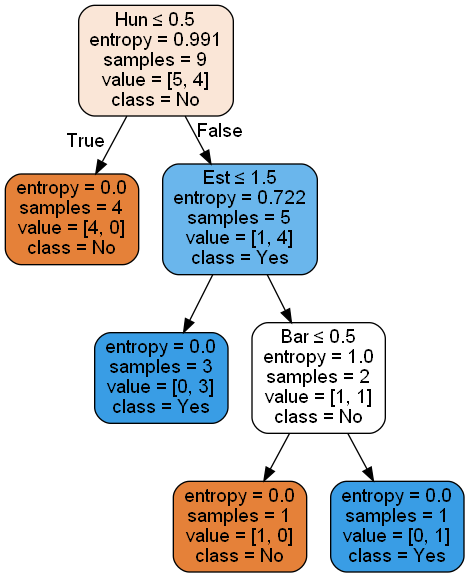 Hun ≤ 0.5
entropy = 0.991
samples = 9
value = [5, 4]
class = No
True
False
entropy = 0.0
samples = 4
value = [4, 0]
class = No
Est ≤ 1.5
entropy = 0.722
samples = 5
value = [1, 4]
class = Yes
entropy = 0.0
samples = 3
value = [0, 3]
class = Yes
Bar ≤ 0.5
entropy = 1.0
samples = 2
value = [1, 1]
class = No
entropy = 0.0
samples = 1
value = [1, 0]
class = No
entropy = 0.0
samples = 1
value = [0, 1]
class = Yes